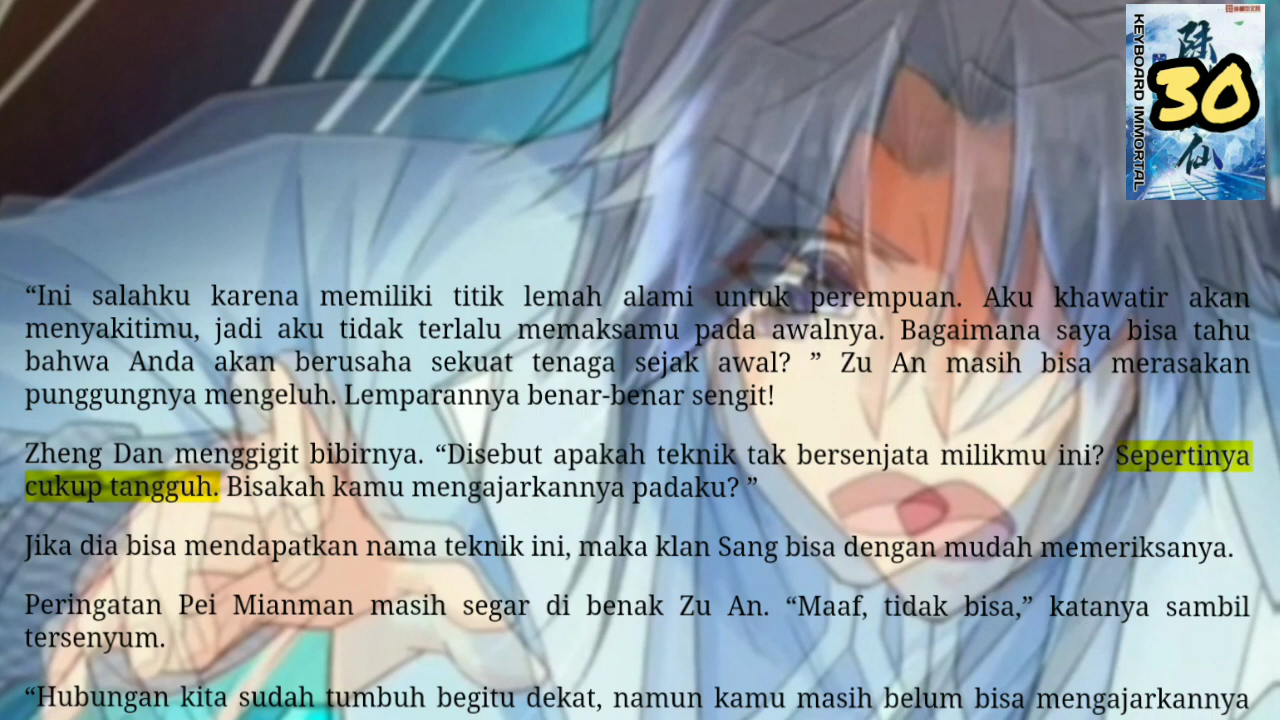 KEYBOARD IMMORTAL
陆
30
仙
“Ini salahku karena memiliki titik lemah alami untuk perempuan. Aku khawatir akan
menyakitimu, jadi aku tidak terlalu memaksamu pada awalnya. Bagaimana saya bisa tahu
bahwa Anda akan berusaha sekuat tenaga sejak awal? ” Zu An masih bisa merasakan
punggungnya mengeluh. Lemparannya benar-benar sengit!
Zheng Dan menggigit bibirnya. “Disebut apakah teknik tak bersenjata milikmu ini? Sepertinya
cukup tangguh. Bisakah kamu mengajarkannya padaku? ”
Jika dia bisa mendapatkan nama teknik ini, maka klan Sang bisa dengan mudah memeriksanya.
Peringatan Pei Mianman masih segar di benak Zu An. “Maaf, tidak bisa,” katanya sambil
tersenyum.
“Hubungan kita sudah tumbuh begitu dekat, namun kamu masih belum bisa mengajarkannya